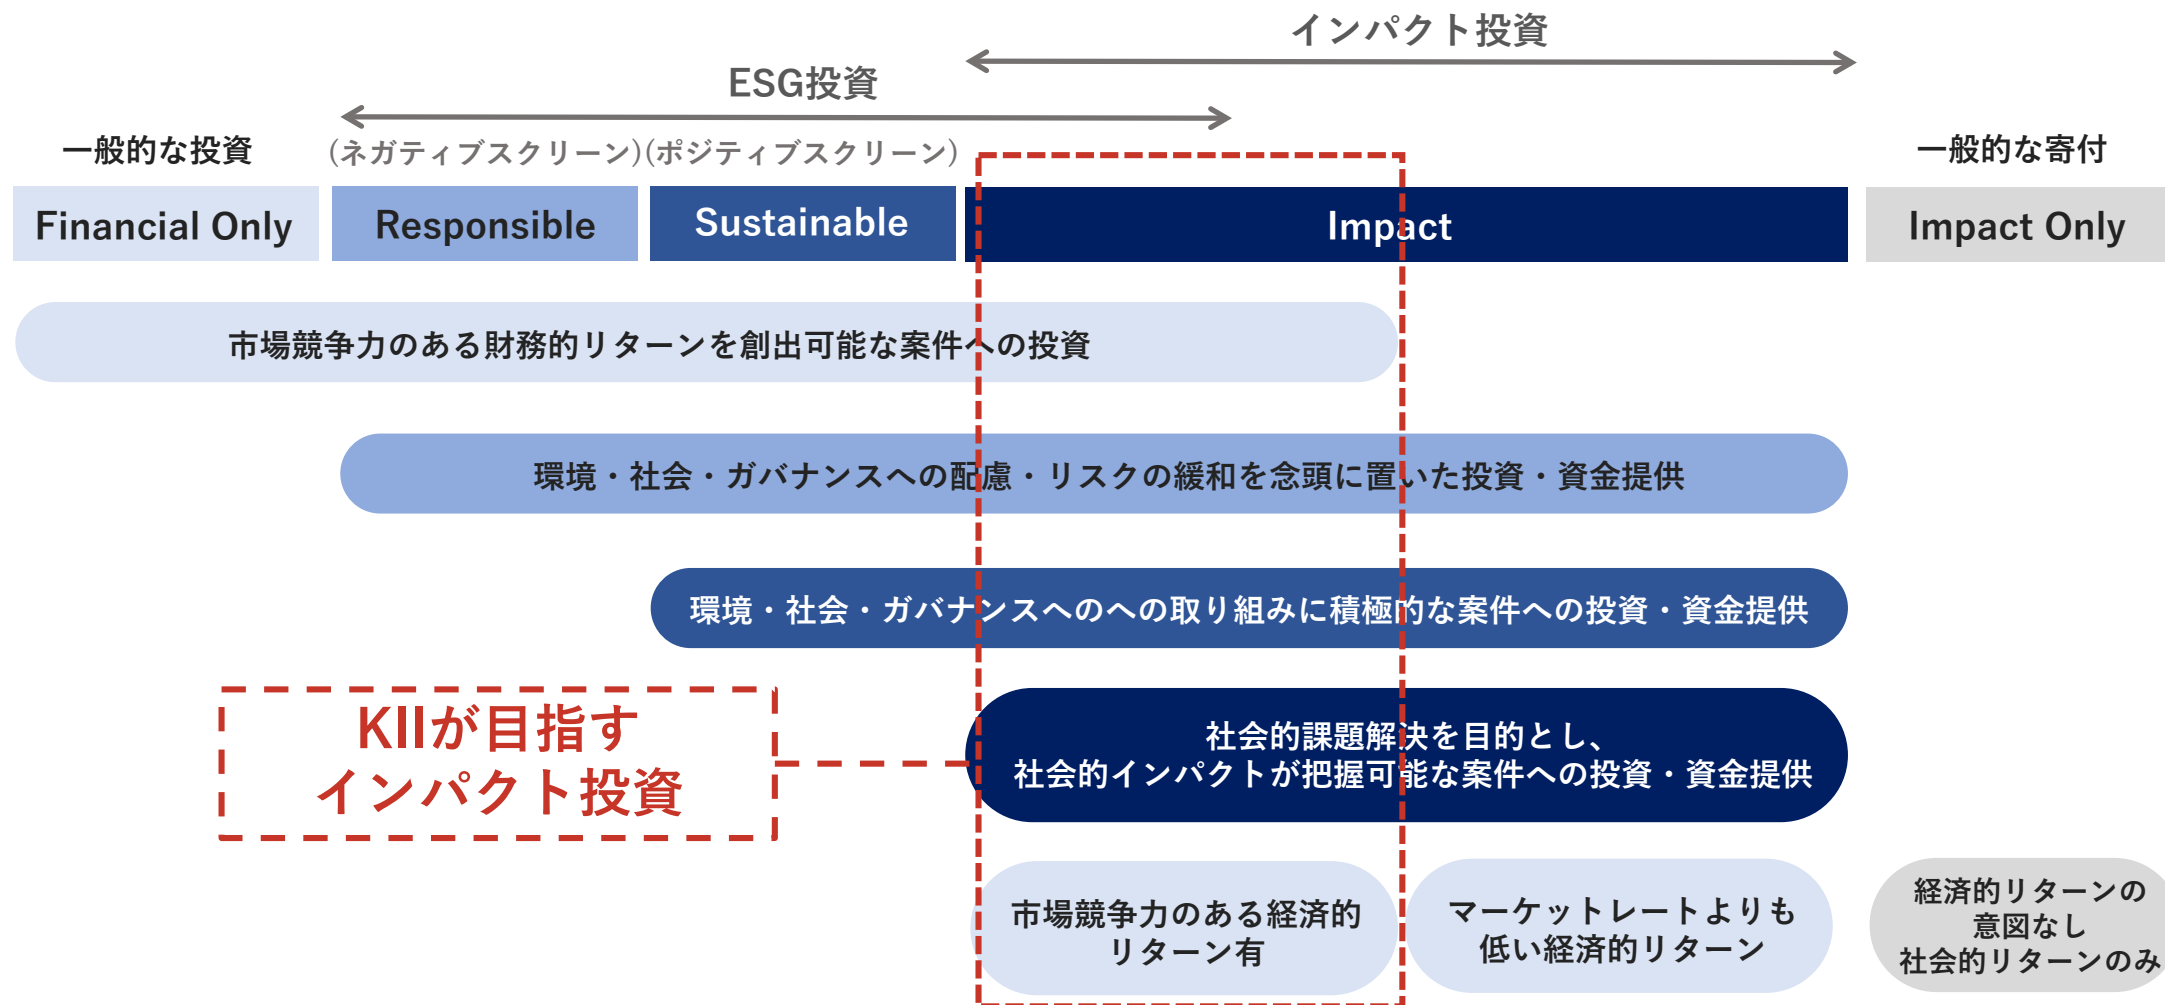 インパクト投資
ESG投資
一般的な投資
(ネガティブスクリーン)(ポジティブスクリーン)
一般的な寄付
Financial Only
Responsible
Sustainable
Impact
Impact Only
市場競争力のある財務的リターンを創出可能な案件への投資
環境・社会・ガバナンスへの配慮・リスクの緩和を念頭に置いた投資・資金提供
環境・社会・ガバナンスへのへの取り組みに積極的な案件への投資・資金提供
KIIが目指す
インパクト投資
社会的課題解決を目的とし、
社会的インパクトが把握可能な案件への投資・資金提供
市場競争力のある経済的
リターン有
マーケットレートよりも
低い経済的リターン
経済的リターンの
意図なし
社会的リターンのみ